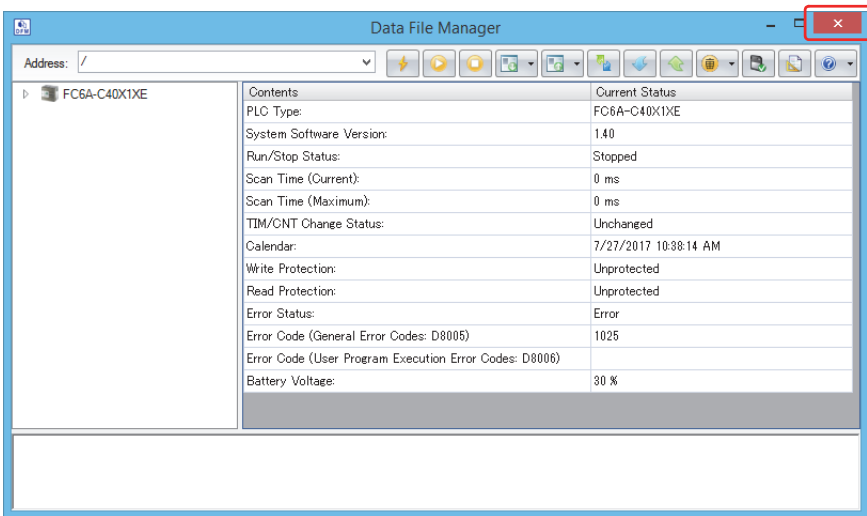 DFM
Data File Manager
Address: /
FC6A-C40X1XE
Contents Current Status
PLC Type: FC6A-C40X1XE
System Software Version: 1.40
Run/Stop Status: Stopped
Scan Time (Current): 0 ms
Scan Time (Maximum): 0 ms
TIM/CNT Change Status: Unchanged
Calendar: 7/27/2017 10:38:14 AM
Write Protection: Unprotected
Read Protection: Unprotected
Error Status: Error
Error Code (General Error Codes: D8005) 1025
Error Code (User Program Execution Error Codes: D8006)
Battery Voltage: 30 %